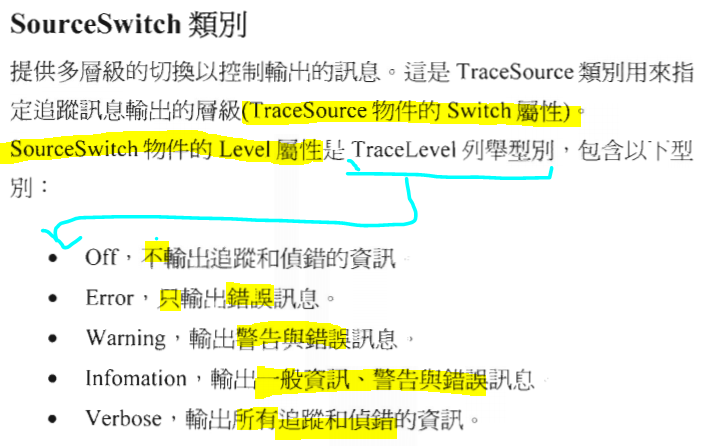 SourceSwitch 類別
提供多層級的切換以控制輸出的訊息。這是 TraceSource 類別用來指
定追蹤訊息輸出的層級(TraceSource 物件的 Switch 屬性)。
SourceSwitch 物件的 Level 屬性是 TraceLevel 列舉型別，包含以下型
別：
• Off，不輸出追蹤和偵錯的資訊
• Error，只輸出錯誤訊息。
• Warning，輸出警告與錯誤訊息。
• Infomation，輸出一般資訊、警告與錯誤訊息
• Verbose，輸出所有追蹤和偵錯的資訊。